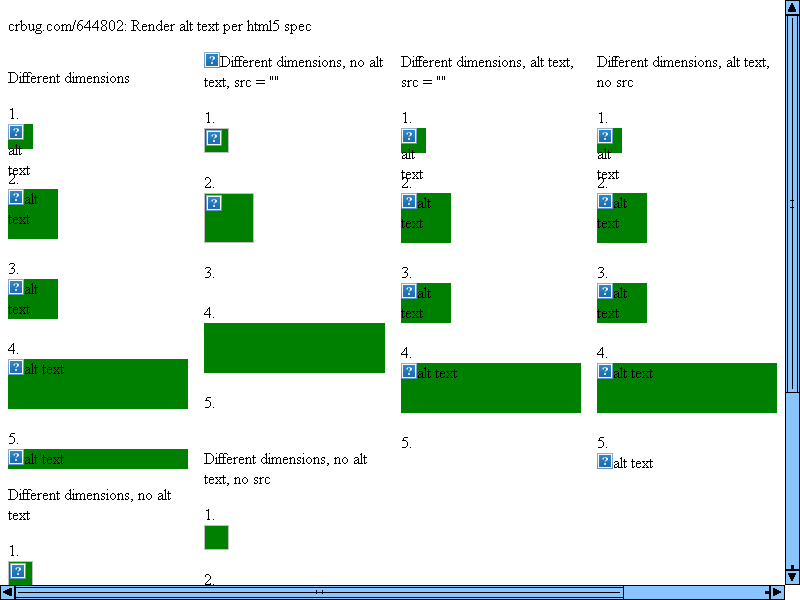 crbug.com/644802: Render alt text per html5 spec
Different dimensions
1.
alt
text
2.
alt
text
3.
alt
text
4.
alt text
5.
alt text
Different dimensions, no alt
text
1.
Different dimensions, no alt
text, src = ""
1.
2.
3.
4.
5.
Different dimensions, no alt
text, no src
1.
2.
Different dimensions, alt text,
src = ""
1.
alt
text
2.
alt
text
3.
alt
text
4.
alt text
5.
Different dimensions, alt text,
no src
1.
alt
text
2.
alt
text
3.
alt
text
4.
alt text
5.
alt text